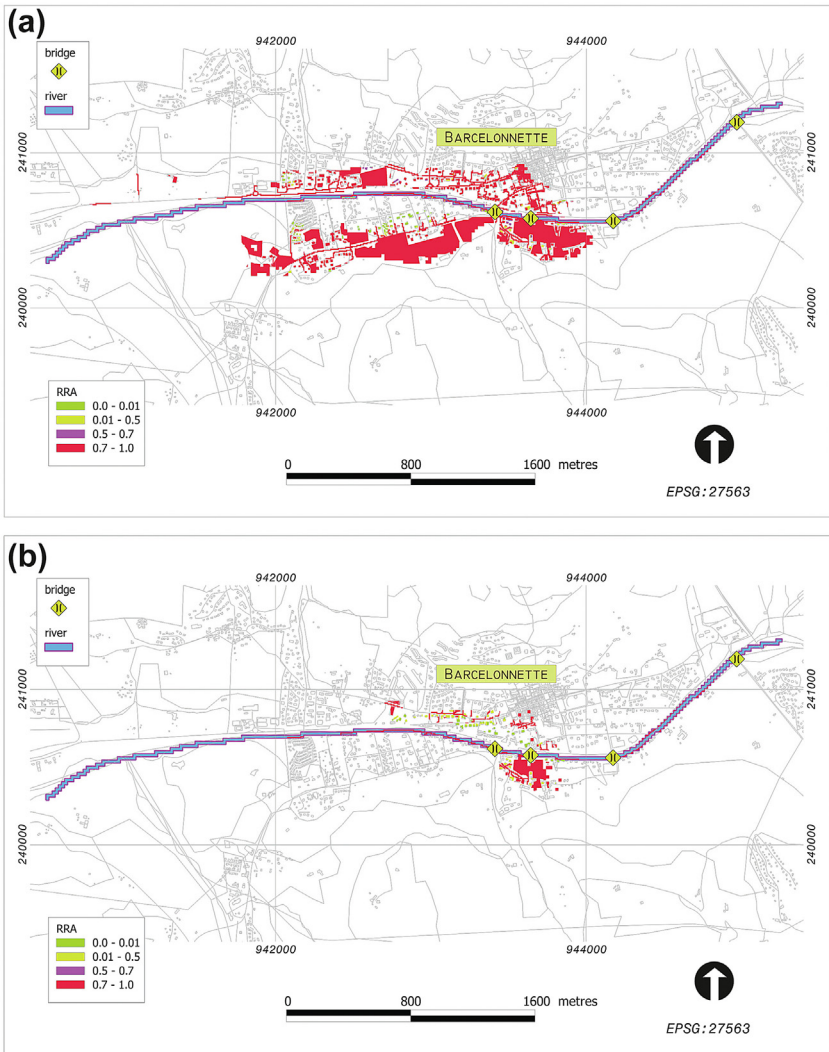 (a)
942000
944000
bridge
river
BARCELONNETTE
241000
241000
240000
240000
RRA
0.0 - 0.01
0.01 - 0.5
0.5 - 0.7
0.7 - 1.0
942000
944000
0
800
1600
metres
EPSG:27563
(b)
942000
944000
bridge
river
BARCELONNETTE
241000
241000
240000
240000
RRA
0.0 - 0.01
0.01 - 0.5
0.5 - 0.7
0.7 - 1.0
942000
944000
0
800
1600
metres
EPSG:27563